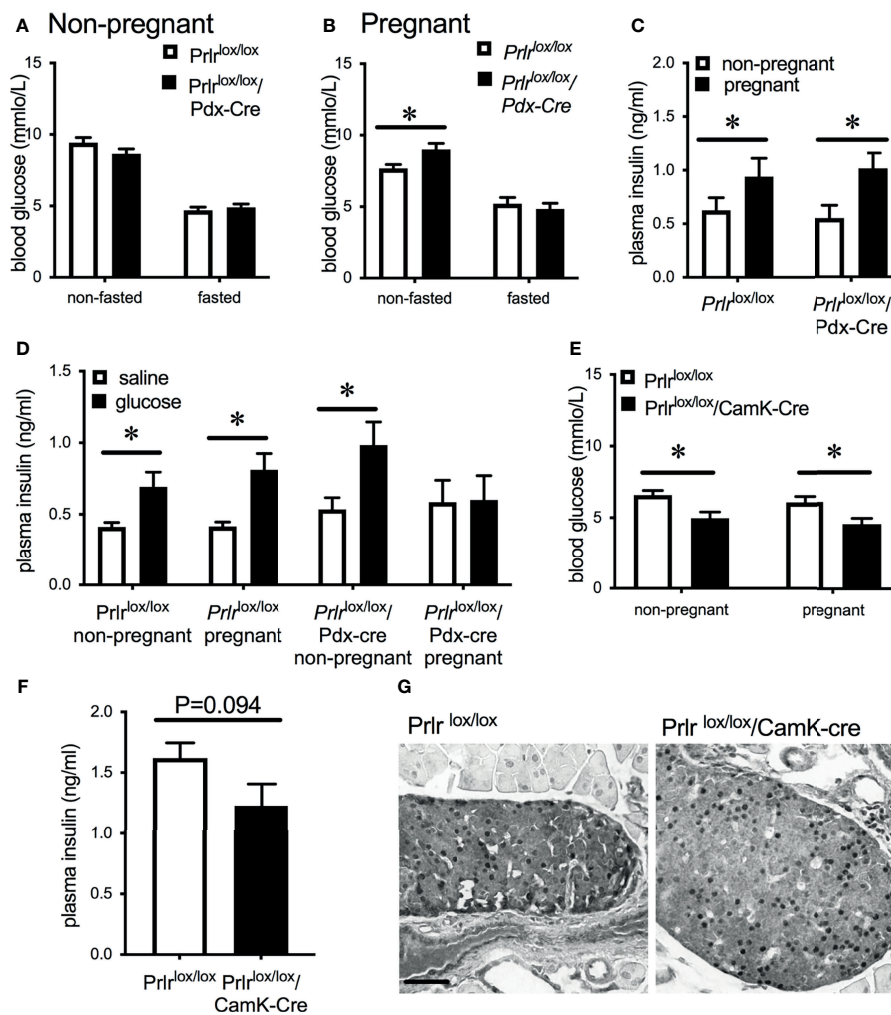 A Non-pregnant
Prlr lox/lox
Prlr lox/lox/
Pdx-Cre
blood glucose (mmlo/L)
15
10
5
0
non-fasted fasted
B Pregnant
Prlr lox/lox
Prlr lox/lox/
Pdx-Cre
blood glucose (mmlo/L)
15
10
5
0
*
non-fasted fasted
C
non-pregnant
pregnant
plasma insulin (ng/ml)
2.0
1.5
1.0
0.5
0.0
* *
Prlr lox/lox Prlr lox/lox/
Pdx-Cre
D
saline
glucose
plasma insulin (ng/ml)
1.5
1.0
0.5
0.0
* * *
Prlr lox/lox Prlr lox/lox Prlr lox/lox/ Prlr lox/lox/
non-pregnant pregnant Pdx-cre Pdx-cre
non-pregnant pregnant
E
Prlr lox/lox
Prlr lox/lox/CamK-Cre
blood glucose (mmlo/L)
15
10
5
0
* *
non-pregnant pregnant
F
P=0.094
plasma insulin (ng/ml)
2.0
1.5
1.0
0.5
0.0
Prlr lox/lox Prlr lox/lox/
CamK-Cre
G
Prlr lox/lox Prlr lox/lox/CamK-cre